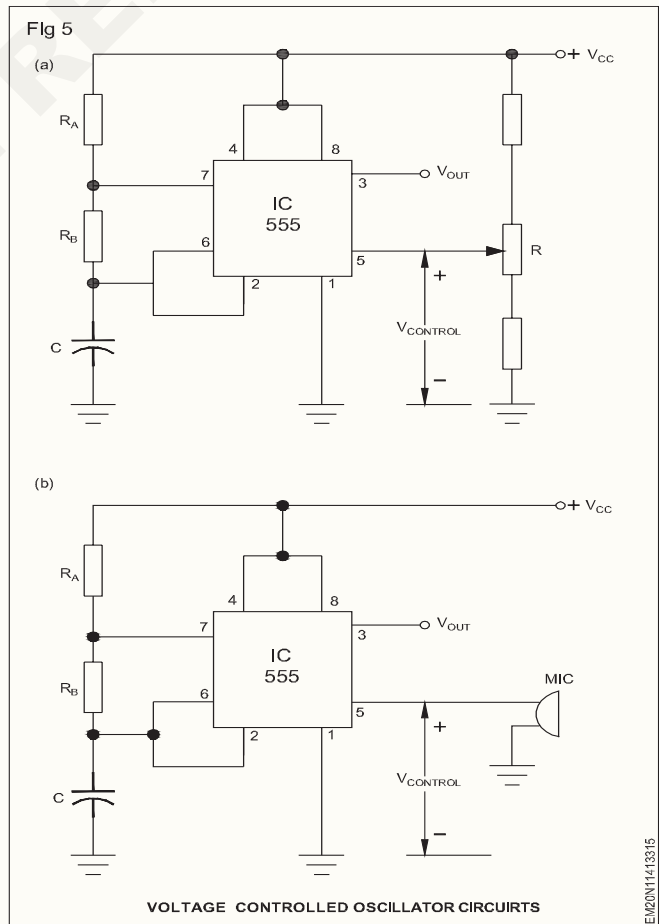 FIg 5
(a)
+ VCC
RA
4
8
7
3
VOUT
IC
555
RB
6
5
R
2
1
+
VCONTROL
C
–
(b)
+ VCC
RA
4
8
7
3
VOUT
IC
555
MIC
RB
6
5
2
1
+
VCONTROL
C
–
VOLTAGE CONTROLLED OSCILLATOR CIRCUIRTS
EM20N11413315